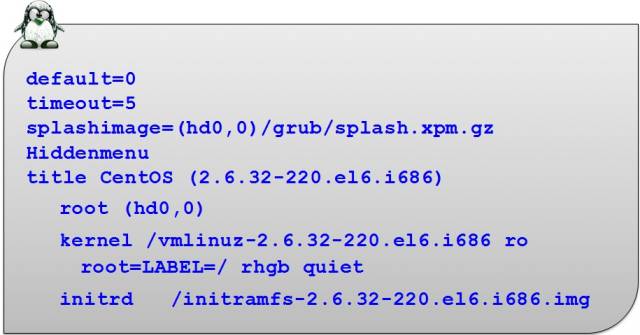 default=0
timeout=5
splashimage=(hd0,0)/grub/splash.xpm.gz
Hiddenmenu
title CentOS (2.6.32-220.el6.i686)
root (hd0,0)
kernel /vmlinuz-2.6.32-220.el6.i686 ro
root=LABEL=/ rhgb quiet
initrd /initramfs-2.6.32-220.el6.i686.img